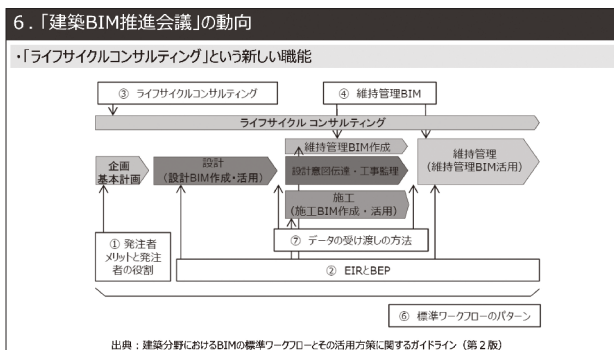 6.「建築BIM推進会議」の動向
・「ライフサイクルコンサルティング」という新しい職能
③ ライフサイクルコンサルティング
④ 維持管理BIM
ライフサイクル コンサルティング
維持管理BIM作成
企画
基本計画
設計
(設計BIM作成・活用)
設計意図伝達・工事監理
維持管理
(維持管理BIM活用)
施工
(施工BIM作成・活用)
① 発注者
メリットと発注
者の役割
⑦ データの受け渡しの方法
② EIRとBEP
⑥ 標準ワークフローのパターン
出典:建築分野におけるBIMの標準ワークフローとその活用方策に関するガイドライン(第2版)